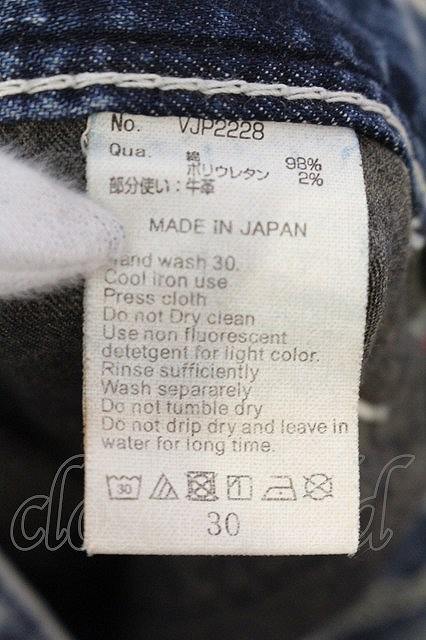 No. VJP2228
Qua. 綿 98%
ポリウレタン 2%
部分使い:牛革
MADE IN JAPAN
and wash 30.
Cool iron use
Press cloth
Do not Dry clean
Use non fluorescent
detetgent for light color.
Rinse sufficiently
Wash separarely
Do not tumble dry
Do not drip dry and leave in
water for long time.
30
30